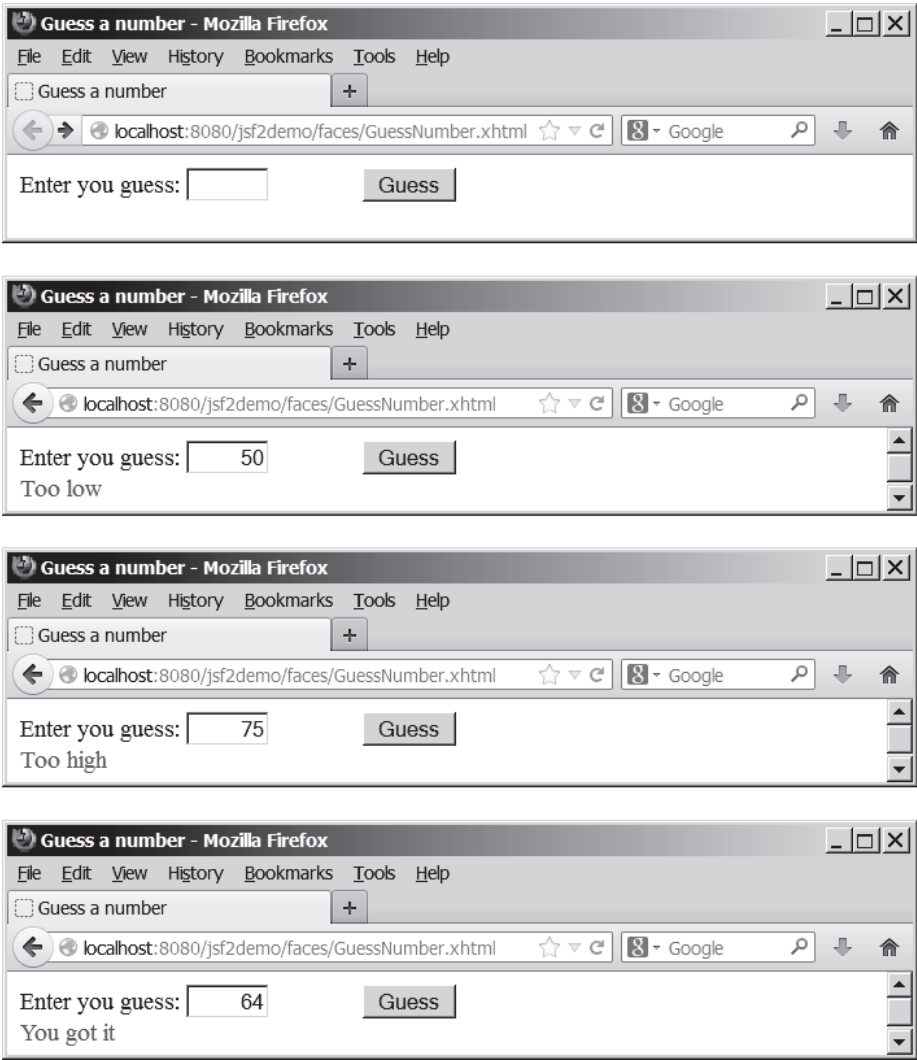 Guess a number - Mozilla Firefox
File Edit View History Bookmarks Tools Help
Guess a number +
localhost:8080/jsf2demo/faces/GuessNumber.xhtml 8 Google
Enter you guess: Guess
Guess a number - Mozilla Firefox
File Edit View History Bookmarks Tools Help
Guess a number +
localhost:8080/jsf2demo/faces/GuessNumber.xhtml 8 Google
Enter you guess: 50 Guess
Too low
Guess a number - Mozilla Firefox
File Edit View History Bookmarks Tools Help
Guess a number +
localhost:8080/jsf2demo/faces/GuessNumber.xhtml 8 Google
Enter you guess: 75 Guess
Too high
Guess a number - Mozilla Firefox
File Edit View History Bookmarks Tools Help
Guess a number +
localhost:8080/jsf2demo/faces/GuessNumber.xhtml 8 Google
Enter you guess: 64 Guess
You got it